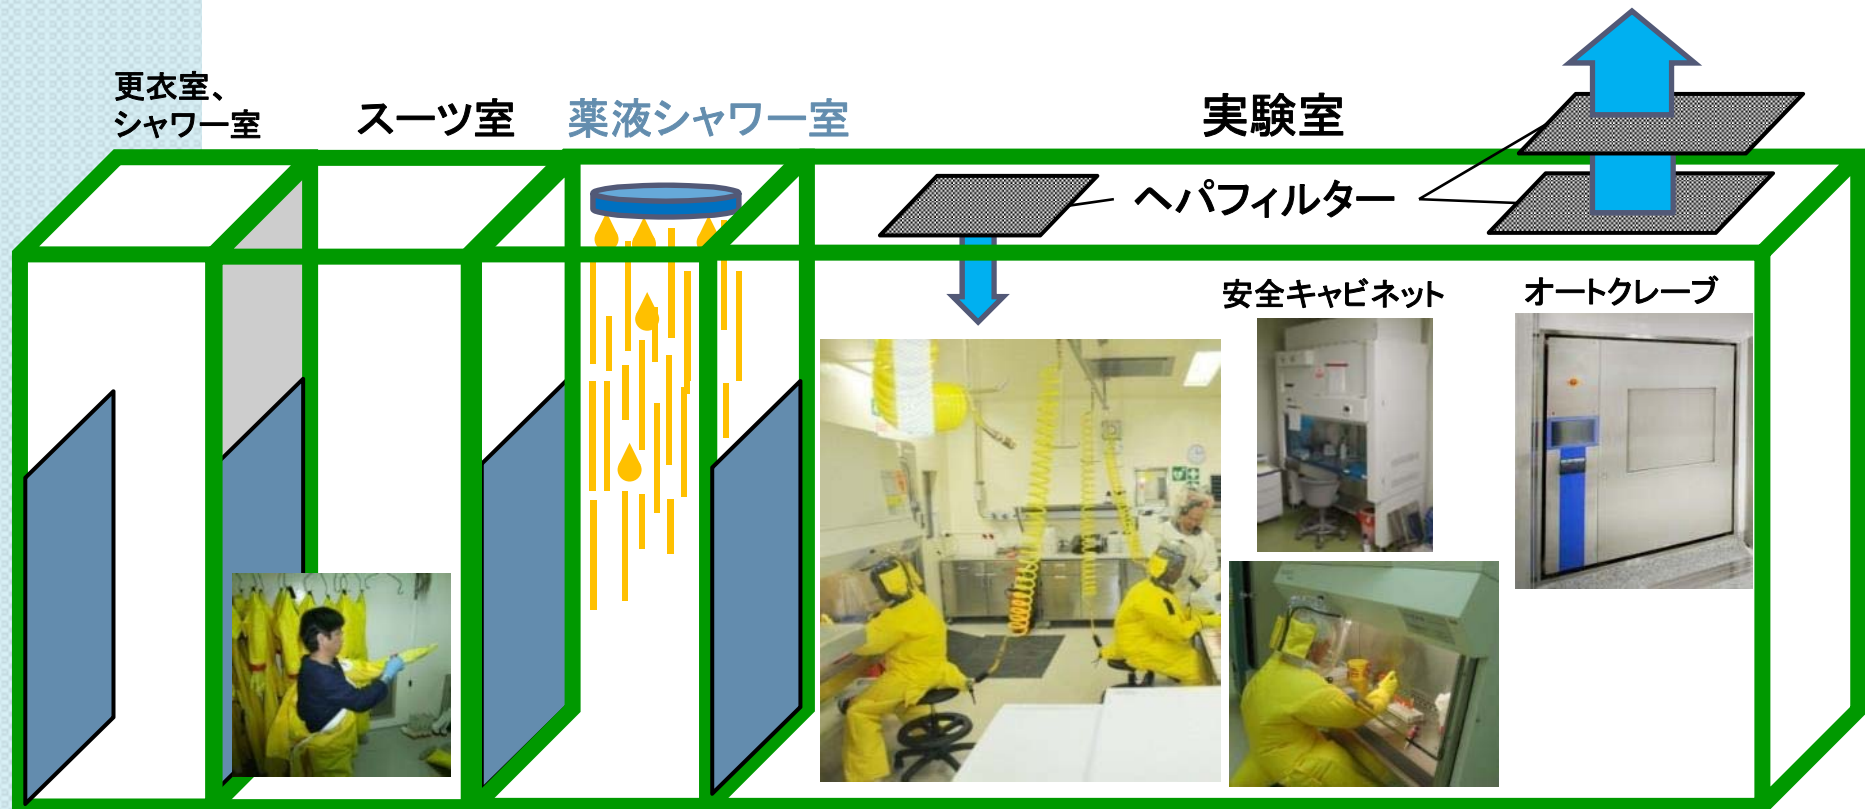 更衣室、
シャワー室
スーツ室
薬液シャワー室
実験室
ヘパフィルター
安全キャビネット
オートクレーブ